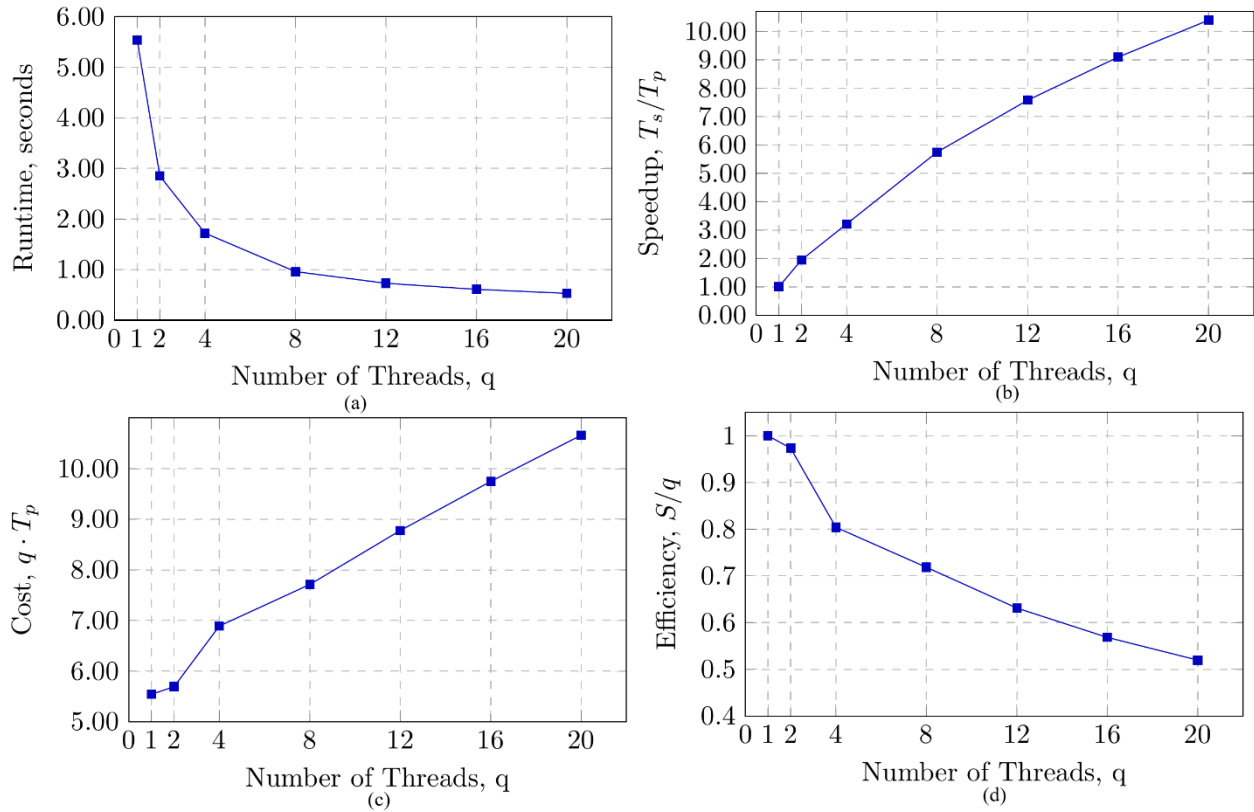 6.00
5.00
4.00
3.00
2.00
1.00
0.00
Runtime, seconds
0 1 2 4 8 12 16 20
Number of Threads, q
(a)
10.00
9.00
8.00
7.00
6.00
5.00
4.00
3.00
2.00
1.00
0.00
Speedup, T_s/T_p
0 1 2 4 8 12 16 20
Number of Threads, q
(b)
10.00
9.00
8.00
7.00
6.00
5.00
Cost, q · T_p
0 1 2 4 8 12 16 20
Number of Threads, q
(c)
1
0.9
0.8
0.7
0.6
0.5
0.4
Efficiency, S/q
0 1 2 4 8 12 16 20
Number of Threads, q
(d)